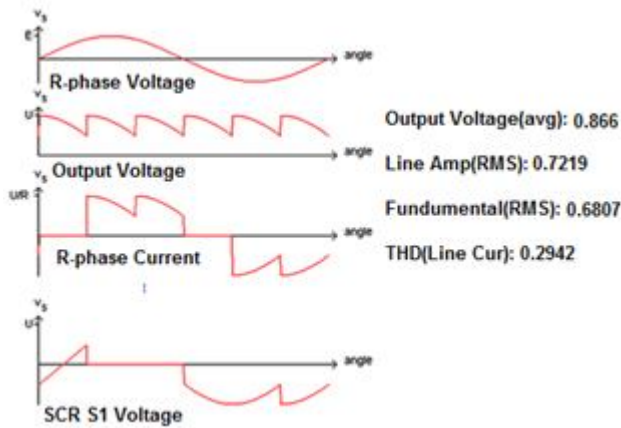 Vs
E
angle
R-phase Voltage
Vs
U
angle
Output Voltage
Output Voltage(avg): 0.866
Line Amp(RMS): 0.7219
Fundumental(RMS): 0.6807
THD(Line Cur): 0.2942
Vs
U/R
angle
R-phase Current
Vs
U
angle
SCR S1 Voltage